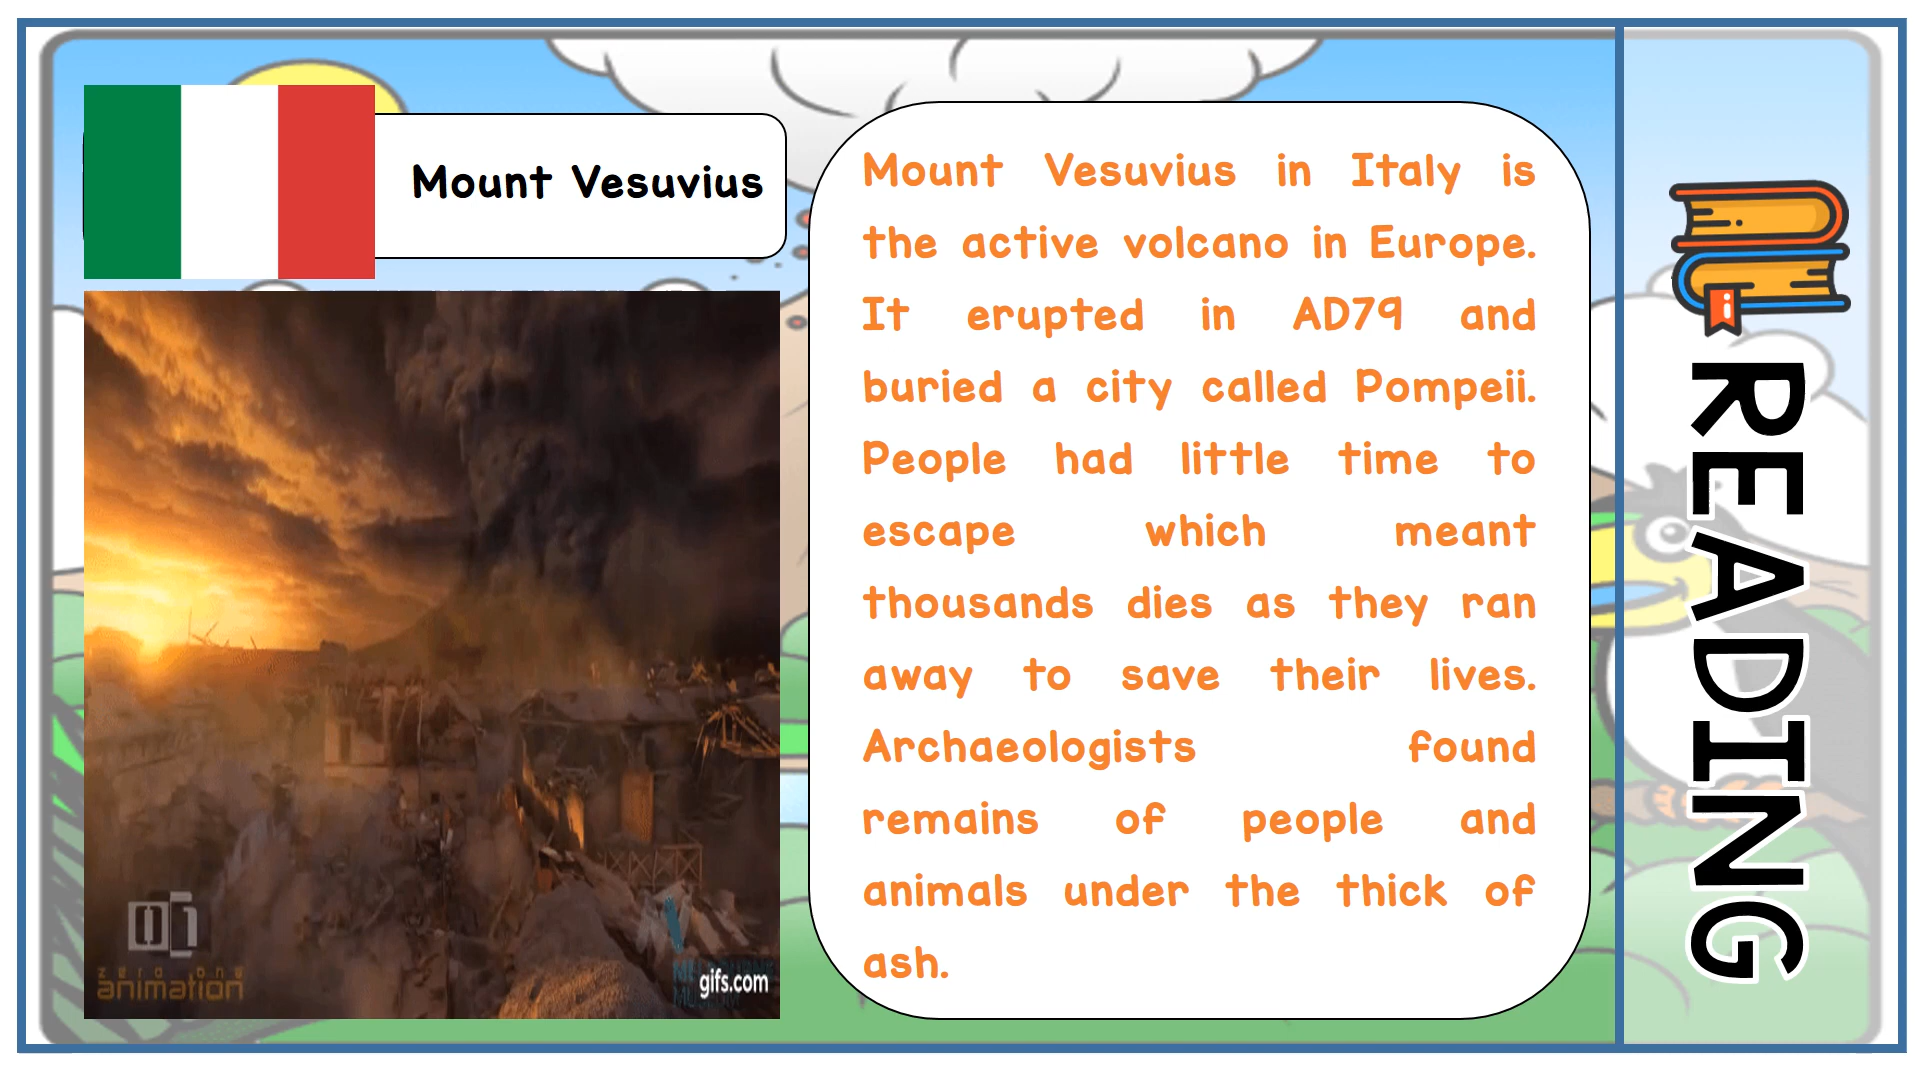 Mount Vesuvius
Mount Vesuvius in Italy is
the active volcano in Europe.
It erupted in AD79 and
buried a city called Pompeii.
People had little time to
escape which meant
thousands dies as they ran
away to save their lives.
Archaeologists found
remains of people and
animals under the thick of
ash.
READING
zero one
animation
MELBOURNE
MUSEUM
gifs.com